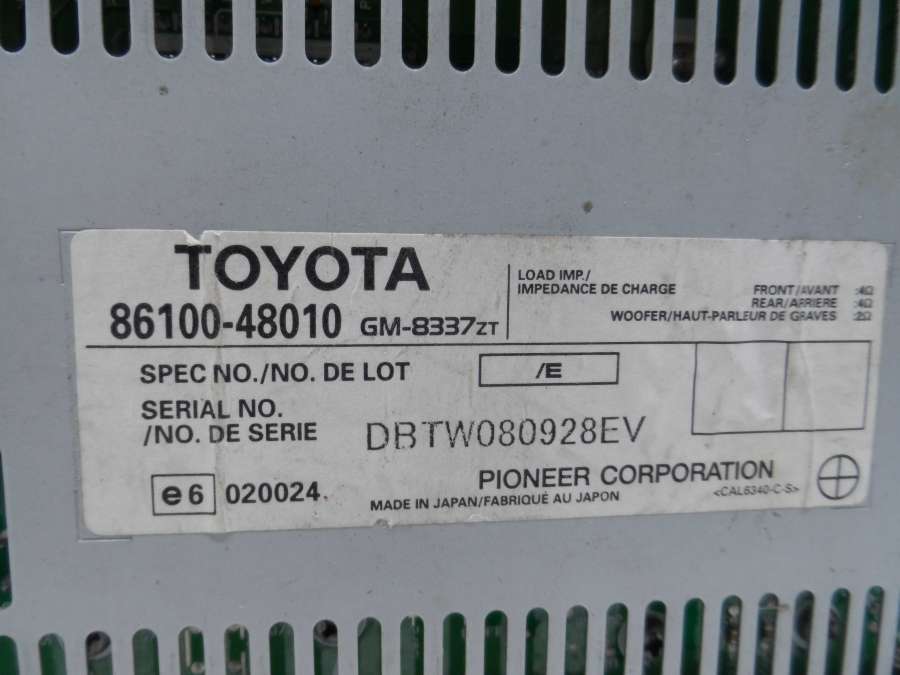 TOYOTA
86100-48010 GM-8337ZT
LOAD IMP./
IMPEDANCE DE CHARGE
FRONT/AVANT :4Ω
REAR/ARRIERE :4Ω
WOOFER/HAUT-PARLEUR DE GRAVES :2Ω
SPEC NO./NO. DE LOT /E
SERIAL NO.
/NO. DE SERIE DBTW080928EV
e6 020024.
PIONEER CORPORATION
MADE IN JAPAN/FABRIQUÉ AU JAPON <CAL6340-C-S>